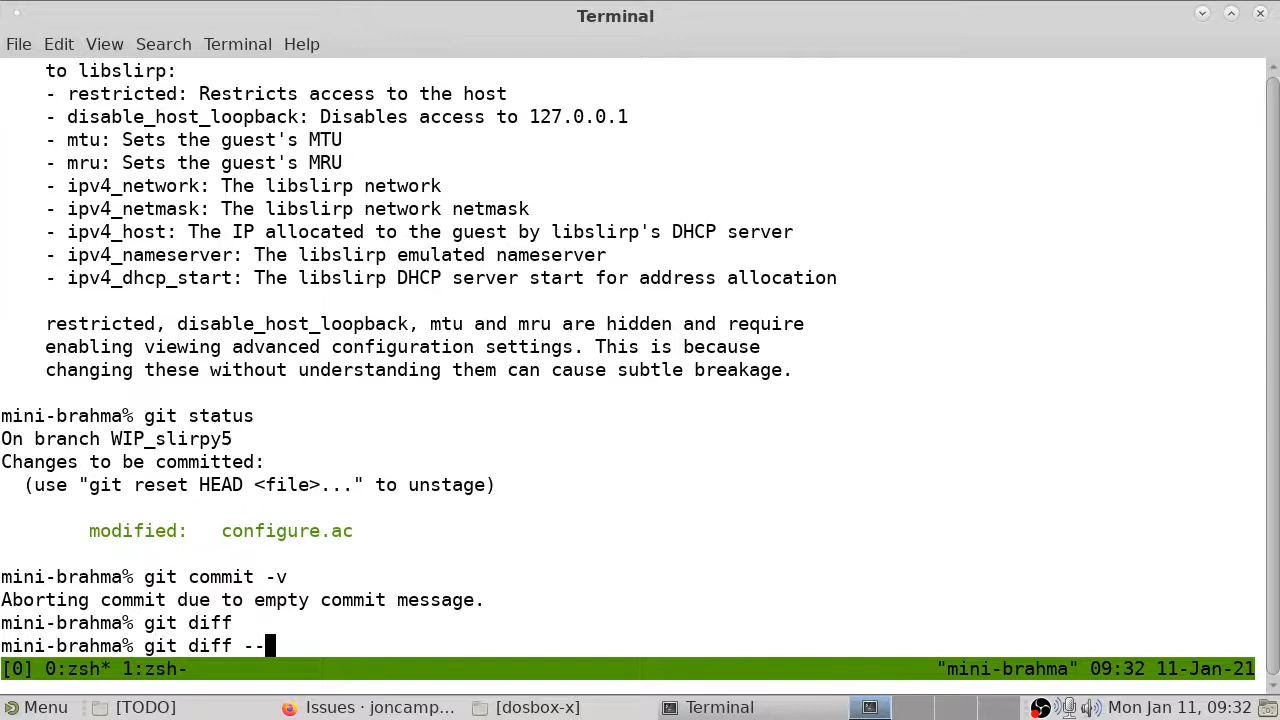 Terminal
File Edit View Search Terminal Help
to libslirp:
- restricted: Restricts access to the host
- disable_host_loopback: Disables access to 127.0.0.1
- mtu: Sets the guest's MTU
- mru: Sets the guest's MRU
- ipv4_network: The libslirp network
- ipv4_netmask: The libslirp network netmask
- ipv4_host: The IP allocated to the guest by libslirp's DHCP server
- ipv4_nameserver: The libslirp emulated nameserver
- ipv4_dhcp_start: The libslirp DHCP server start for address allocation
restricted, disable_host_loopback, mtu and mru are hidden and require
enabling viewing advanced configuration settings. This is because
changing these without understanding them can cause subtle breakage.
mini-brahma% git status
On branch WIP_slirpy5
Changes to be committed:
(use "git reset HEAD <file>..." to unstage)
modified:   configure.ac
mini-brahma% git commit -v
Aborting commit due to empty commit message.
mini-brahma% git diff
mini-brahma% git diff --
[0] 0:zsh* 1:zsh- "mini-brahma" 09:32 11-Jan-21
Menu [TODO] Issues · joncamp... [dosbox-x] Terminal Mon Jan 11, 09:32